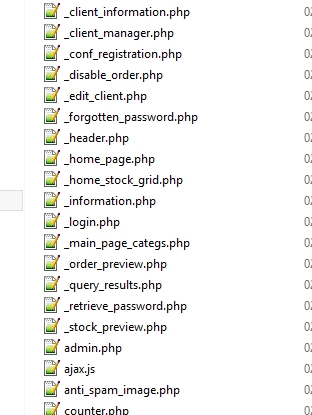 _client_information.php 02
_client_manager.php 02
_conf_registration.php 02
_disable_order.php 02
_edit_client.php 02
_forgotten_password.php 02
_header.php 02
_home_page.php 02
_home_stock_grid.php 02
_information.php 02
_login.php 02
_main_page_categs.php 02
_order_preview.php 02
_query_results.php 02
_retrieve_password.php 02
_stock_preview.php 02
admin.php 02
ajax.js 02
anti_spam_image.php 02
counter.php 02